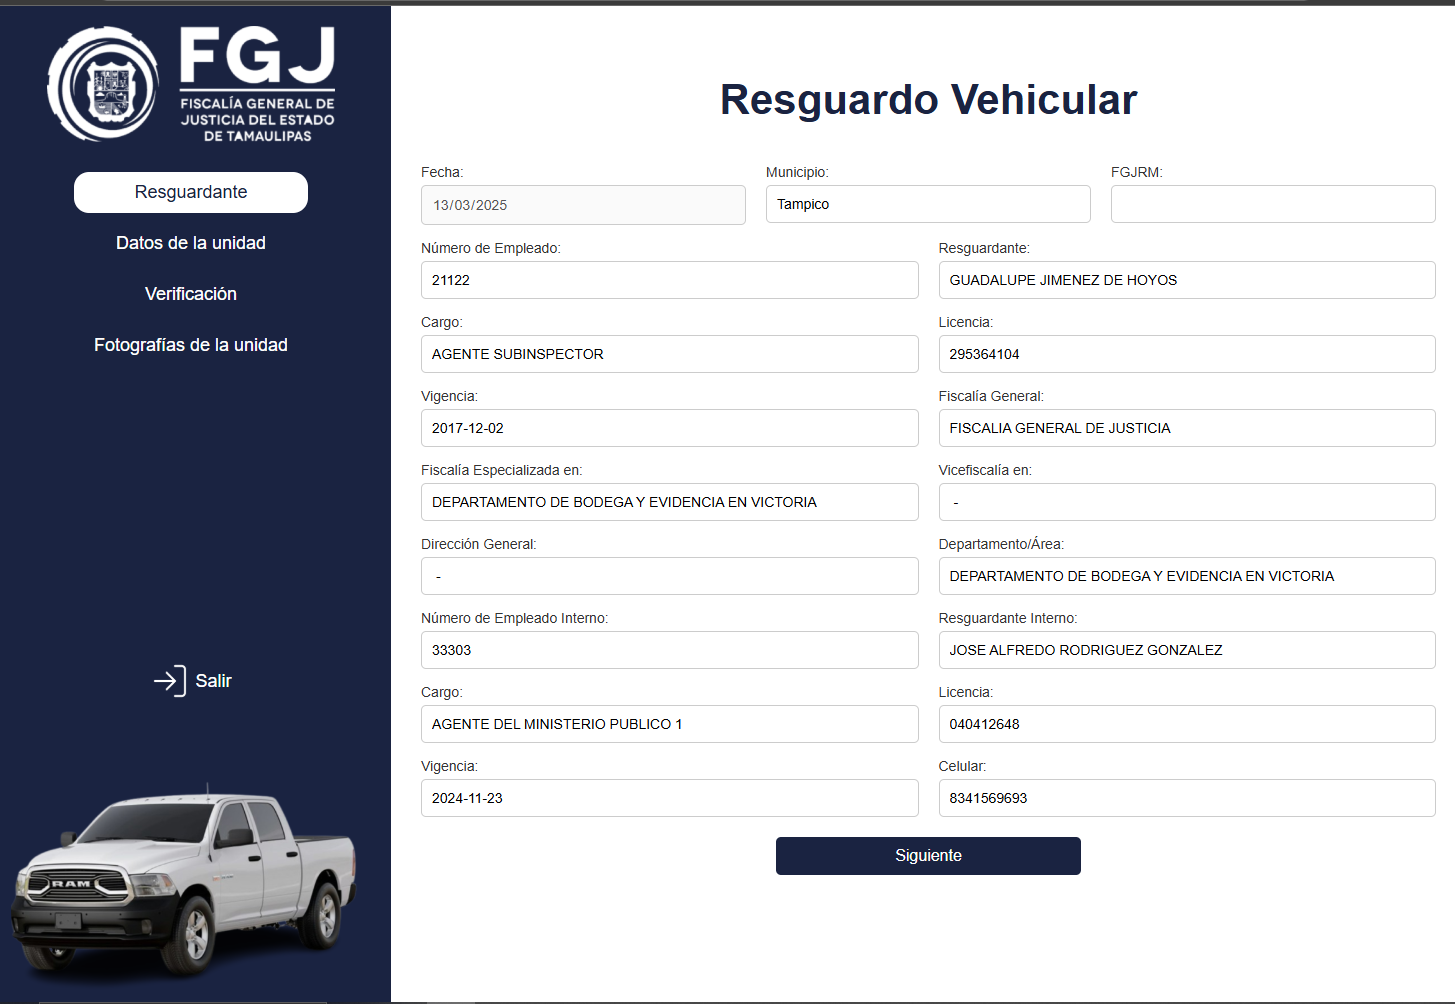 FGJ
FISCALÍA GENERAL DE
JUSTICIA DEL ESTADO
DE TAMAULIPAS
Resguardante
Datos de la unidad
Verificación
Fotografías de la unidad
Salir
RAM
Resguardo Vehicular
Fecha: Municipio: FGJRM:
13/03/2025 Tampico
Número de Empleado: Resguardante:
21122 GUADALUPE JIMENEZ DE HOYOS
Cargo: Licencia:
AGENTE SUBINSPECTOR 295364104
Vigencia: Fiscalía General:
2017-12-02 FISCALIA GENERAL DE JUSTICIA
Fiscalía Especializada en: Vicefiscalía en:
DEPARTAMENTO DE BODEGA Y EVIDENCIA EN VICTORIA -
Dirección General: Departamento/Área:
- DEPARTAMENTO DE BODEGA Y EVIDENCIA EN VICTORIA
Número de Empleado Interno: Resguardante Interno:
33303 JOSE ALFREDO RODRIGUEZ GONZALEZ
Cargo: Licencia:
AGENTE DEL MINISTERIO PUBLICO 1 040412648
Vigencia: Celular:
2024-11-23 8341569693
Siguiente